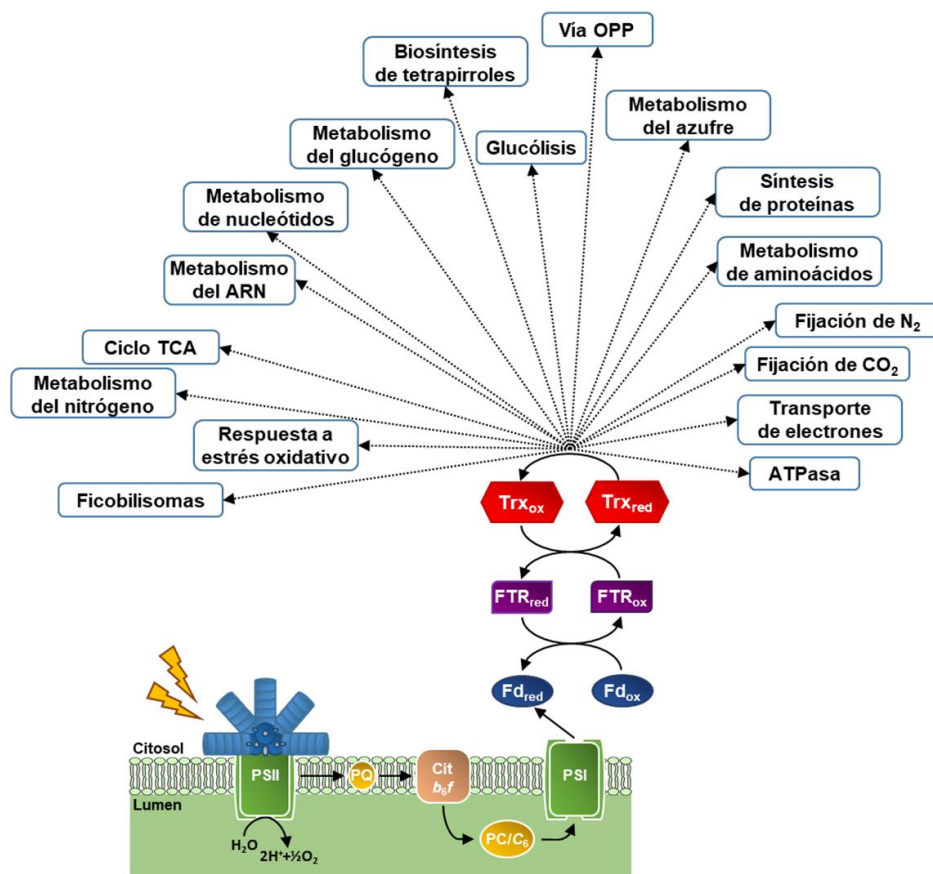 Vía OPP
Biosíntesis
de tetrapirroles
Metabolismo
del azufre
Metabolismo
del glucógeno
Glucólisis
Síntesis
de proteínas
Metabolismo
de nucleótidos
Metabolismo
de aminoácidos
Metabolismo
del ARN
Fijación de N₂
Ciclo TCA
Fijación de CO₂
Metabolismo
del nitrógeno
Transporte
de electrones
Respuesta a
estrés oxidativo
ATPasa
Ficobilisomas
Trxox
Trxred
FTRred
FTRox
Fdred
Fdox
Citosol
PSII
PQ
Cit
b₆f
PSI
Lumen
H₂O
2H⁺+½O₂
PC/C₆